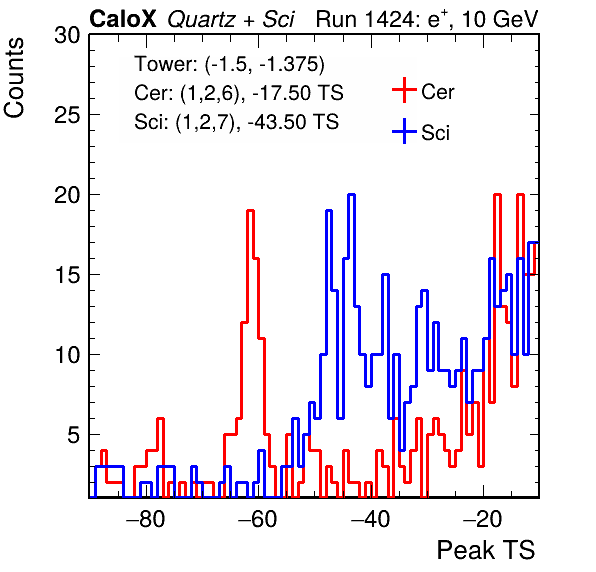 CaloX Quartz + Sci Run 1424: e⁺, 10 GeV
Counts
30
25
20
15
10
5
Tower: (-1.5, -1.375)
Cer: (1,2,6), -17.50 TS
Sci: (1,2,7), -43.50 TS
Cer
Sci
−80 −60 −40 −20
Peak TS